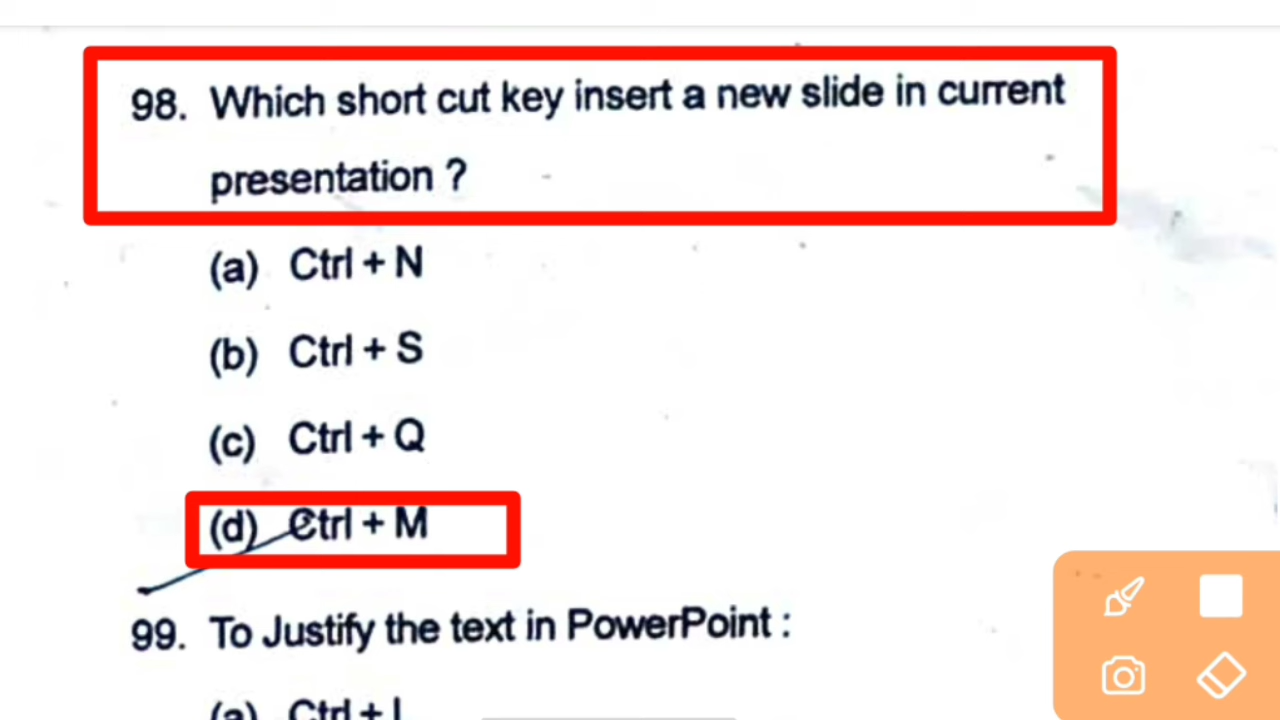 98. Which short cut key insert a new slide in current
presentation ?
(a) Ctrl + N
(b) Ctrl + S
(c) Ctrl + Q
(d) Ctrl + M
99. To Justify the text in PowerPoint :
(a) Ctrl +